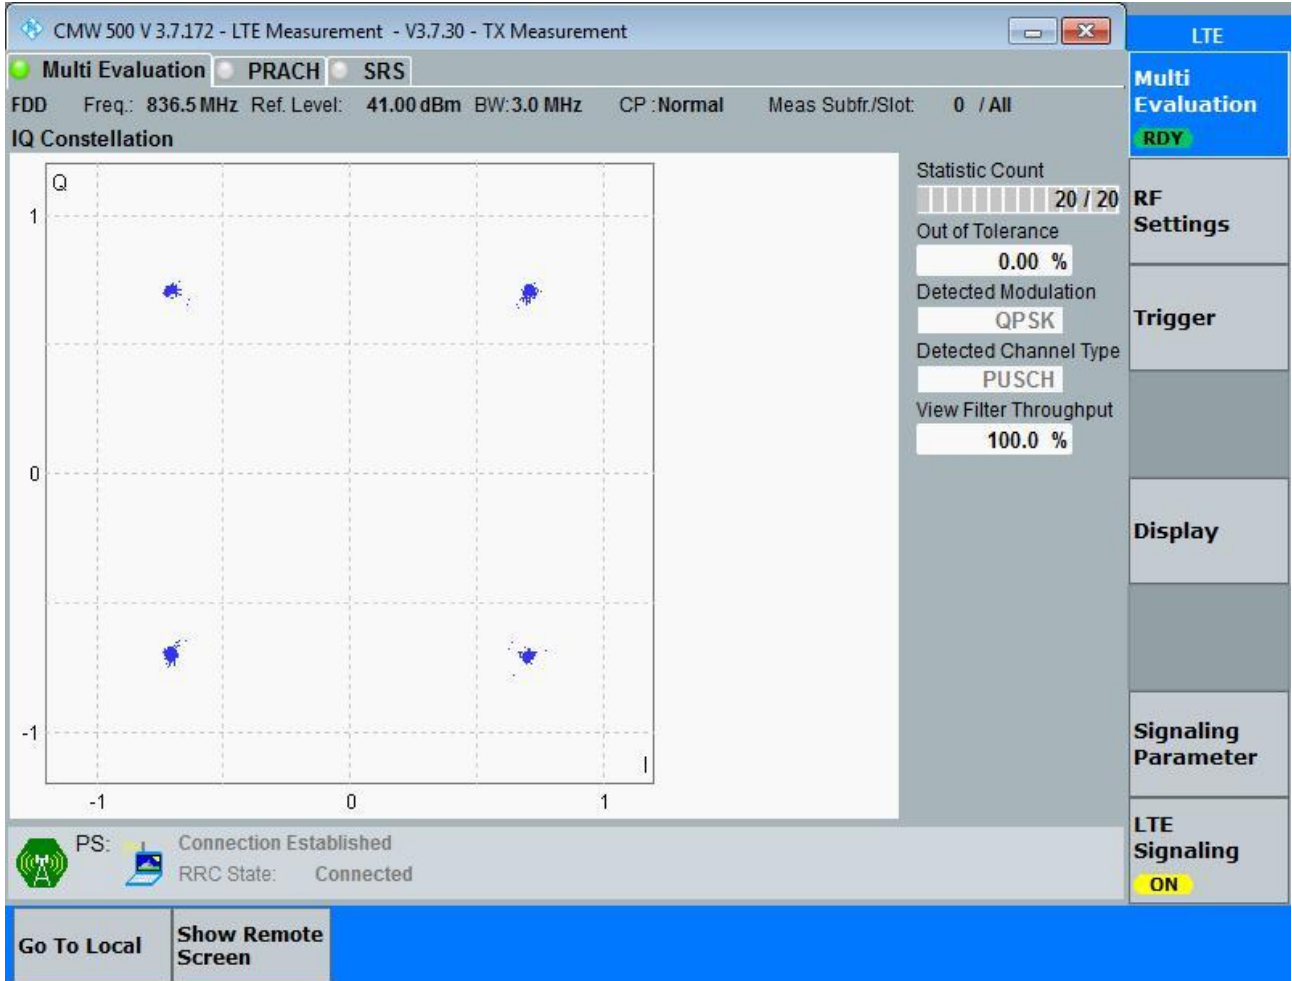 CMW 500 V 3.7.172 - LTE Measurement - V3.7.30 - TX Measurement
LTE
Multi Evaluation PRACH SRS
FDD Freq.: 836.5 MHz Ref. Level: 41.00 dBm BW: 3.0 MHz CP : Normal Meas Subfr./Slot: 0 / All
IQ Constellation
Q
1
0
-1
-1 0 1
I
Statistic Count
20 / 20
Out of Tolerance
0.00 %
Detected Modulation
QPSK
Detected Channel Type
PUSCH
View Filter Throughput
100.0 %
Multi
Evaluation
RDY
RF
Settings
Trigger
Display
Signaling
Parameter
LTE
Signaling
ON
PS: Connection Established
RRC State: Connected
Go To Local
Show Remote
Screen